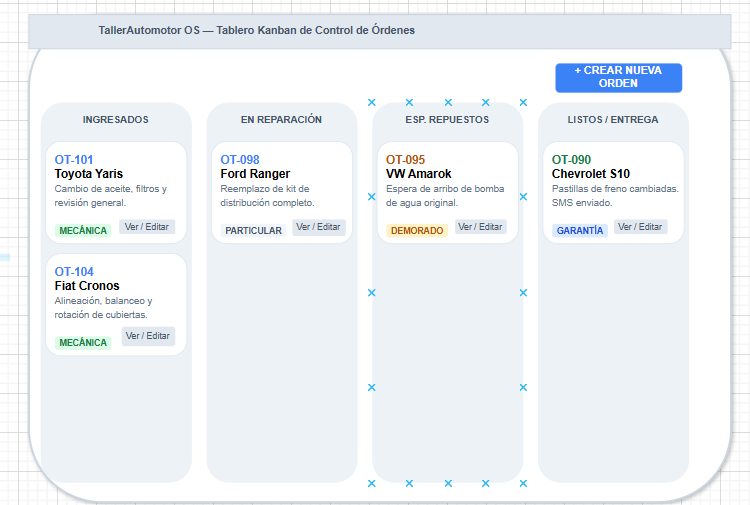 TallerAutomotor OS — Tablero Kanban de Control de Órdenes
+ CREAR NUEVA
ORDEN
INGRESADOS
OT-101
Toyota Yaris
Cambio de aceite, filtros y
revisión general.
MECÁNICA
Ver / Editar
OT-104
Fiat Cronos
Alineación, balanceo y
rotación de cubiertas.
MECÁNICA
Ver / Editar
EN REPARACIÓN
OT-098
Ford Ranger
Reemplazo de kit de
distribución completo.
PARTICULAR
Ver / Editar
ESP. REPUESTOS
OT-095
VW Amarok
Espera de arribo de bomba
de agua original.
DEMORADO
Ver / Editar
LISTOS / ENTREGA
OT-090
Chevrolet S10
Pastillas de freno cambiadas.
SMS enviado.
GARANTÍA
Ver / Editar